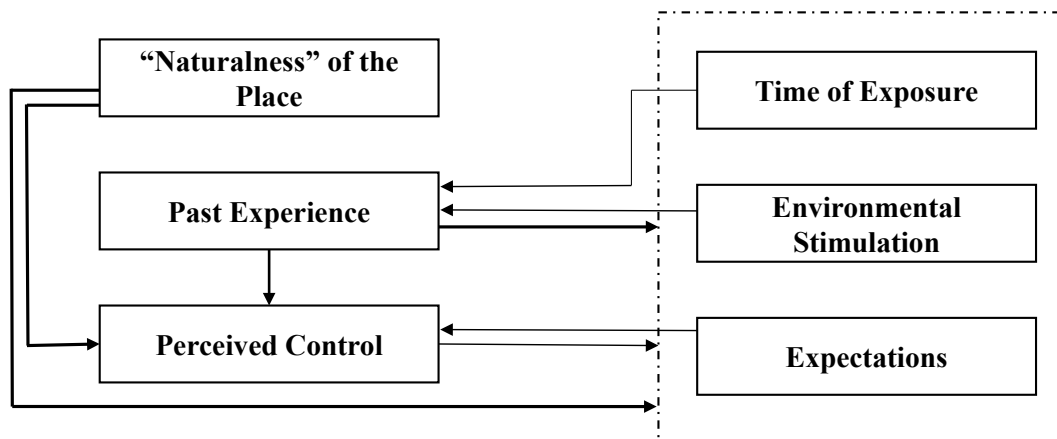 “Naturalness” of the
Place
Time of Exposure
Past Experience
Environmental
Stimulation
Perceived Control
Expectations